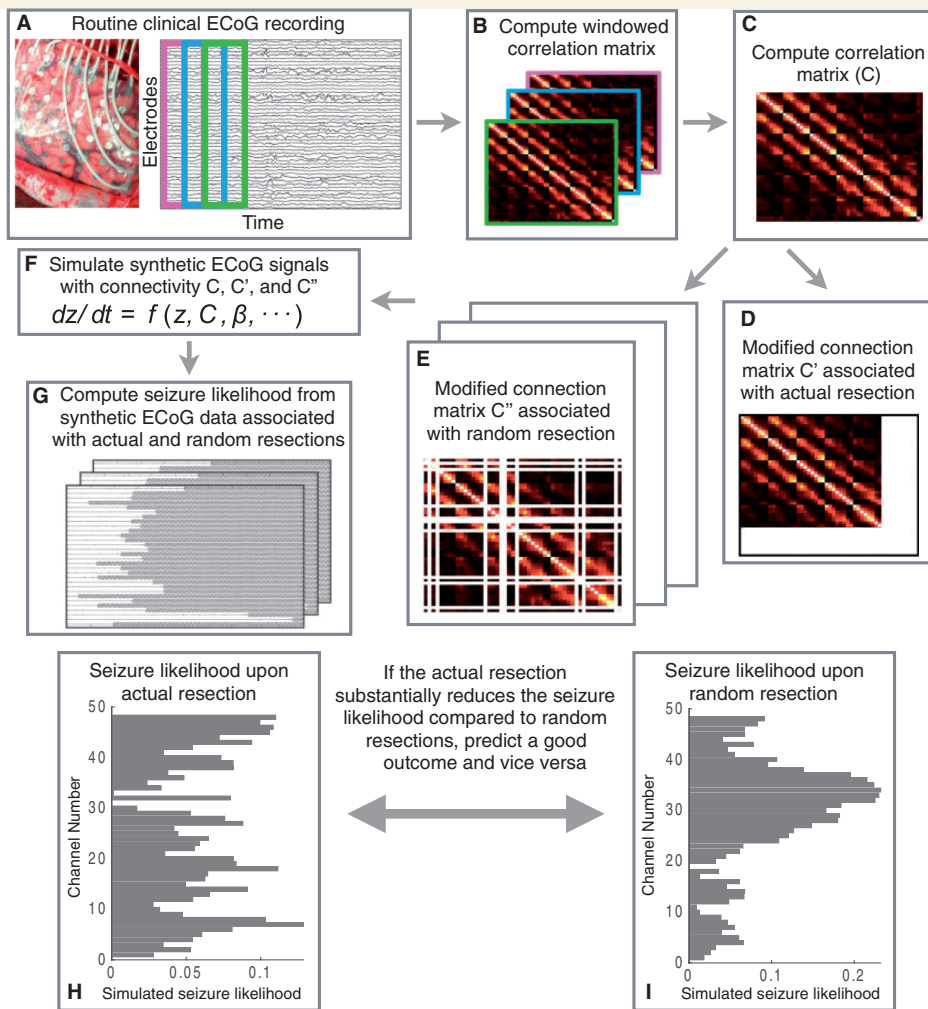 A Routine clinical ECoG recording
Electrodes
Time
B Compute windowed
correlation matrix
C
Compute correlation
matrix (C)
F Simulate synthetic ECoG signals
with connectivity C, C', and C"
dz/dt = f (z, C, β, ···)
D
Modified connection
matrix C' associated
with actual resection
E
Modified connection
matrix C" associated
with random resection
G Compute seizure likelihood from
synthetic ECoG data associated
with actual and random resections
Seizure likelihood upon
actual resection
50
40
30
20
10
0
Channel Number
0 0.05 0.1
H Simulated seizure likelihood
If the actual resection
substantially reduces the seizure
likelihood compared to random
resections, predict a good
outcome and vice versa
Seizure likelihood upon
random resection
50
40
30
20
10
0
Channel Number
0 0.1 0.2
I Simulated seizure likelihood